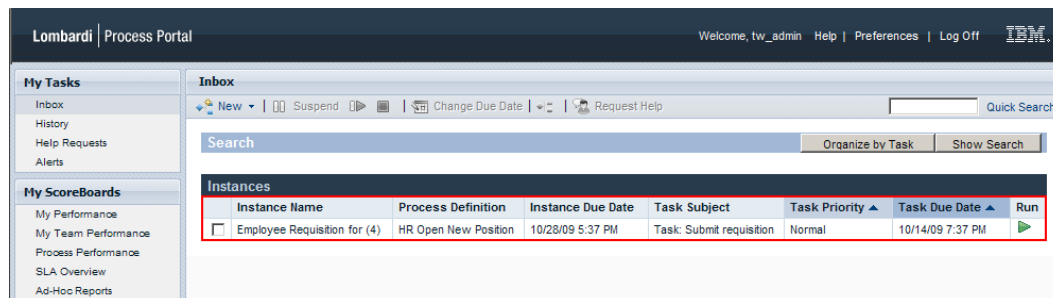 Lombardi | Process Portal
Welcome, tw_admin Help | Preferences | Log Off IBM.
My Tasks
Inbox
History
Help Requests
Alerts
My ScoreBoards
My Performance
My Team Performance
Process Performance
SLA Overview
Ad-Hoc Reports
Inbox
New | Suspend | Change Due Date | Request Help Quick Search
Search Organize by Task Show Search
Instances
Instance Name Process Definition Instance Due Date Task Subject Task Priority Task Due Date Run
Employee Requisition for (4) HR Open New Position 10/28/09 5:37 PM Task: Submit requisition Normal 10/14/09 7:37 PM